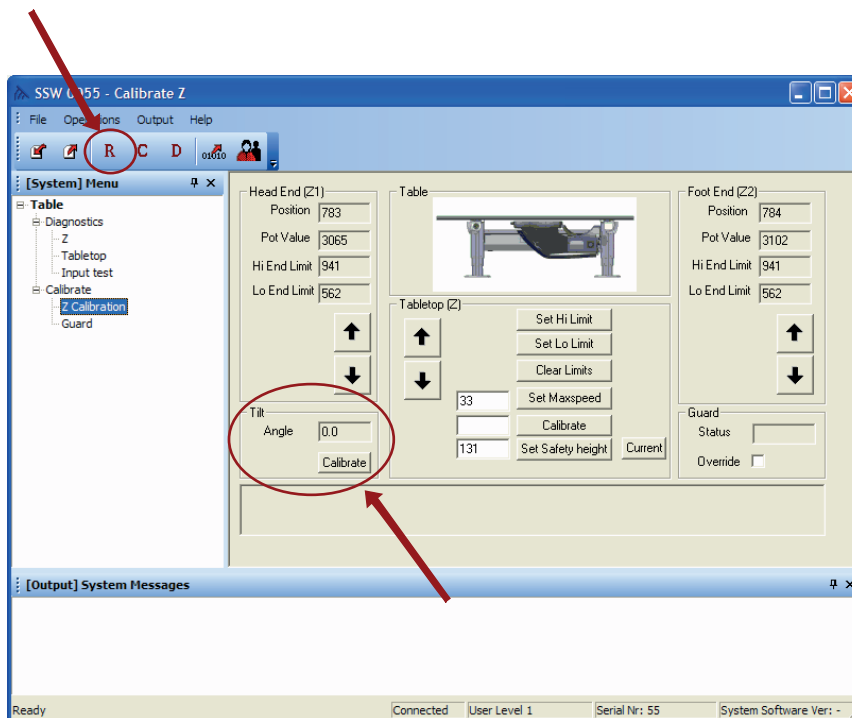 SSW 0055 - Calibrate Z
File Operations Output Help
R C D 01010
[System] Menu
Table
Diagnostics
Z
Tabletop
Input test
Calibrate
Z Calibration
Guard
Head End (Z1)
Position 783
Pot Value 3065
Hi End Limit 941
Lo End Limit 562
Tilt
Angle 0.0
Calibrate
Table
Tabletop (Z)
Set Hi Limit
Set Lo Limit
Clear Limits
33 Set Maxspeed
Calibrate
131 Set Safety height Current
Foot End (Z2)
Position 784
Pot Value 3102
Hi End Limit 941
Lo End Limit 562
Guard
Status
Override
[Output] System Messages
Ready Connected User Level 1 Serial Nr: 55 System Software Ver: -